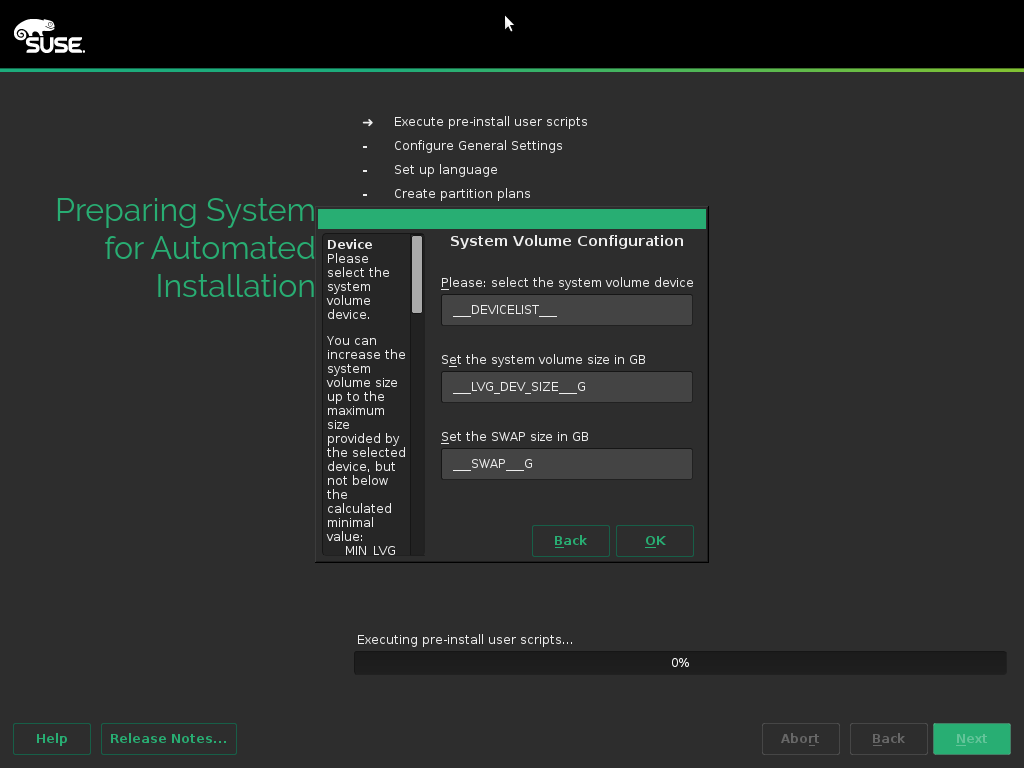 SUSE.
➔ Execute pre-install user scripts
- Configure General Settings
- Set up language
- Create partition plans
Preparing System
for Automated
Installation
Device
Please
select the
system
volume
device.
You can
increase the
system
volume size
up to the
maximum
size
provided by
the selected
device, but
not below
the
calculated
minimal
value:
__MIN_LVG
System Volume Configuration
Please: select the system volume device
___DEVICELIST___
Set the system volume size in GB
___LVG_DEV_SIZE___G
Set the SWAP size in GB
___SWAP___G
Back
OK
Executing pre-install user scripts...
0%
Help
Release Notes...
Abort
Back
Next